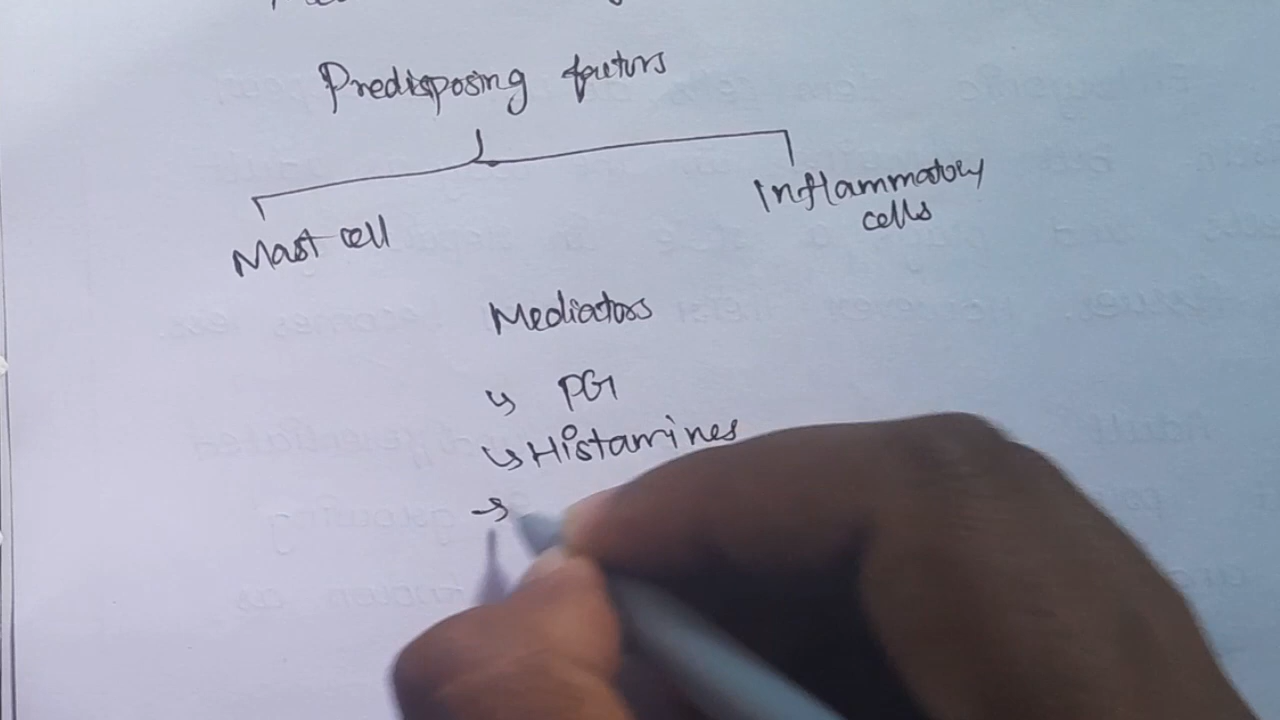 Predisposing factors
Mast cell
Inflammatory
cells
Mediators
↳ PG
↳ Histamines
→